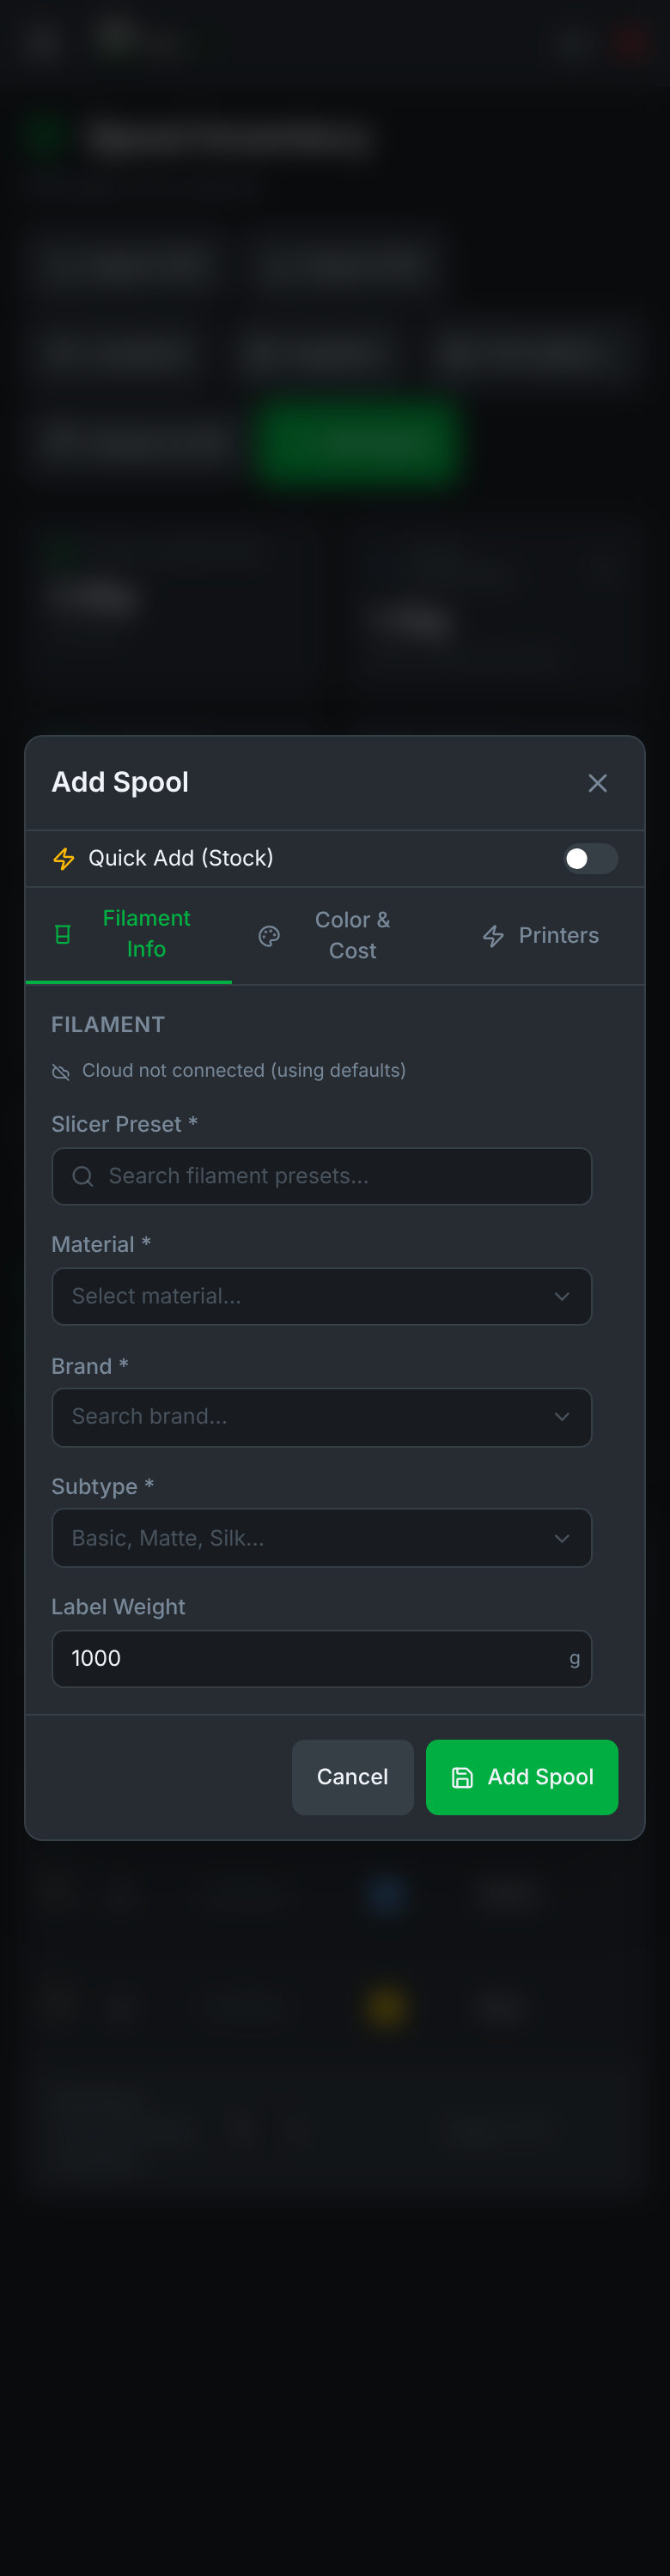 Add Spool
Quick Add (Stock)
Filament
Info
Color &
Cost
Printers
FILAMENT
Cloud not connected (using defaults)
Slicer Preset *
Search filament presets...
Material *
Select material...
Brand *
Search brand...
Subtype *
Basic, Matte, Silk...
Label Weight
1000
g
Cancel
Add Spool